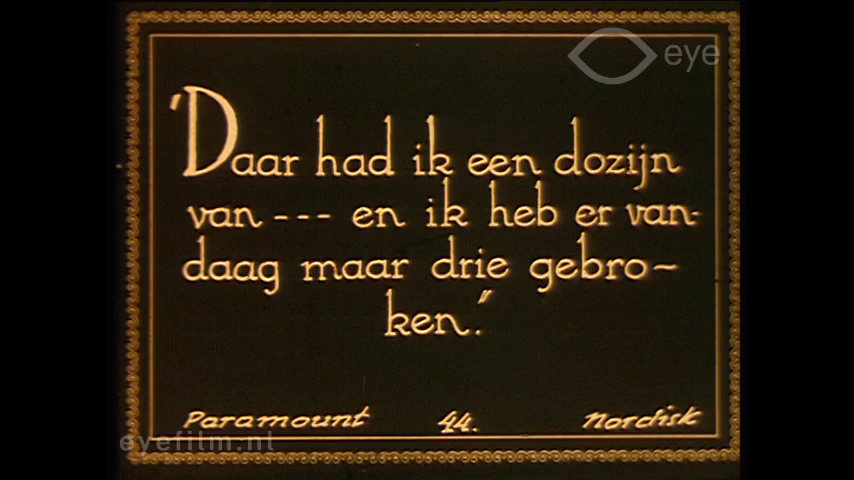 eye
"Daar had ik een dozijn
van --- en ik heb er van-
daag maar drie gebro-
ken."
Paramount 44. Nordisk
eyefilm.nl